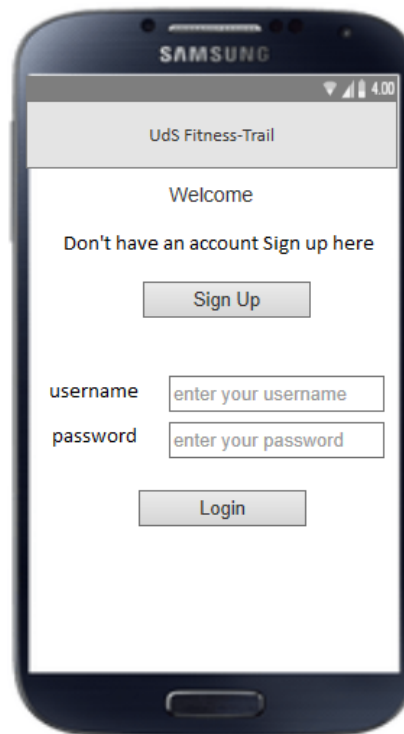 SAMSUNG
4.00
UdS Fitness-Trail
Welcome
Don't have an account Sign up here
Sign Up
username enter your username
password enter your password
Login